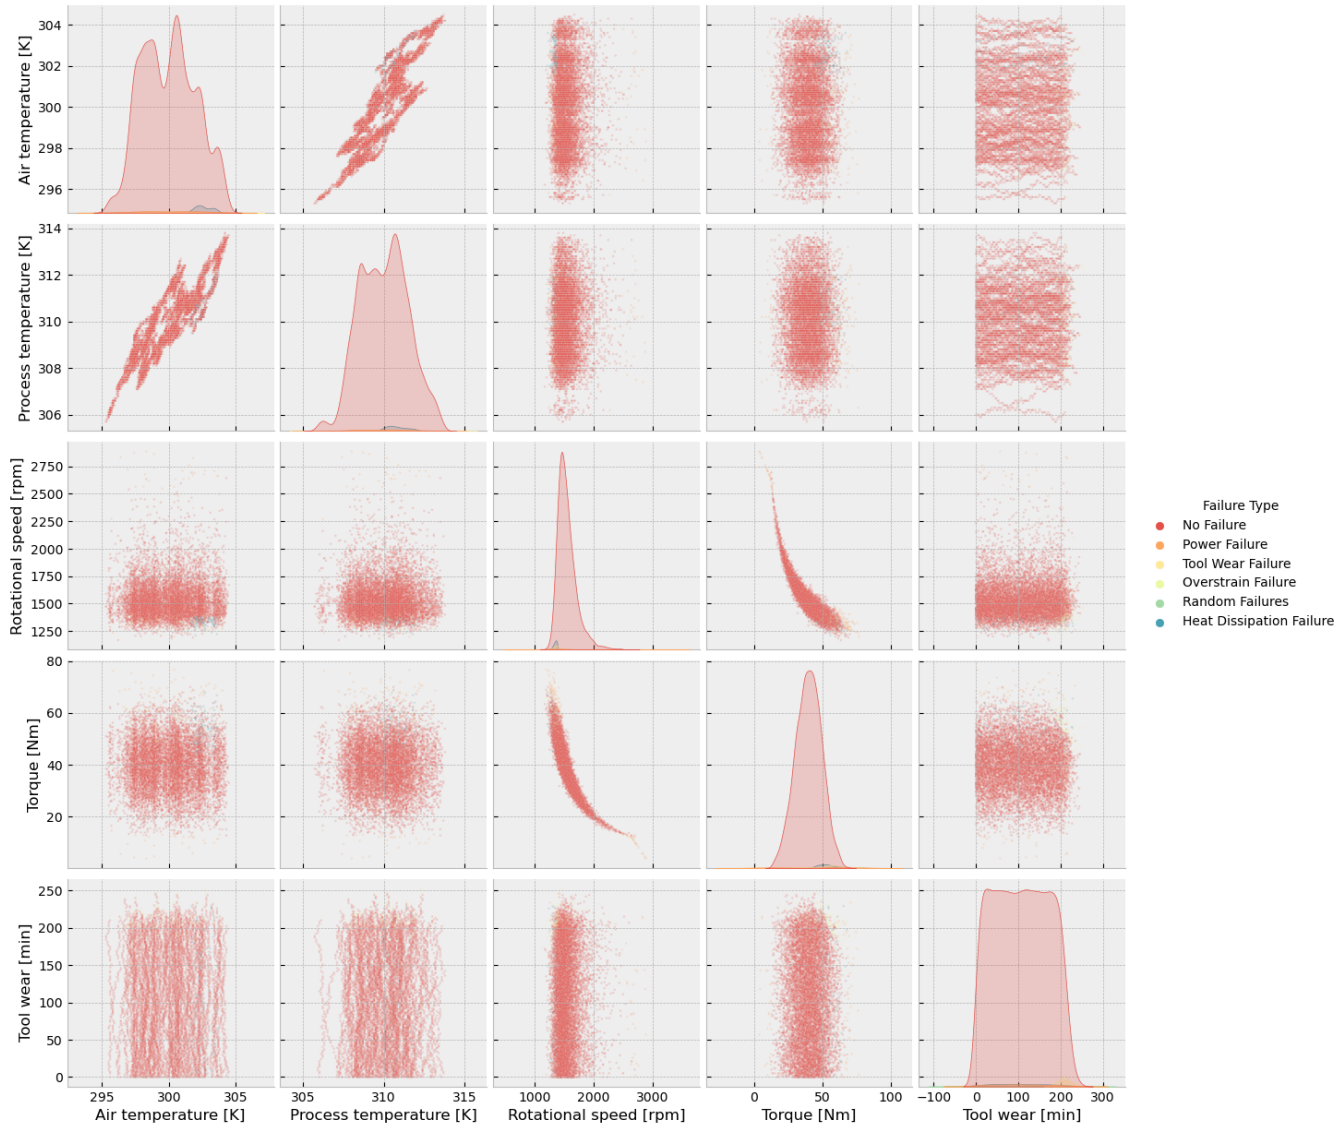 304
302
300
298
296
Air temperature [K]
314
312
310
308
306
Process temperature [K]
2750
2500
2250
2000
1750
1500
1250
Rotational speed [rpm]
Failure Type
No Failure
Power Failure
Tool Wear Failure
Overstrain Failure
Random Failures
Heat Dissipation Failure
80
60
40
20
Torque [Nm]
250
200
150
100
50
0
Tool wear [min]
295 300 305
305 310 315
1000 2000 3000
0 50 100
−100 0 100 200 300
Air temperature [K] Process temperature [K] Rotational speed [rpm] Torque [Nm] Tool wear [min]